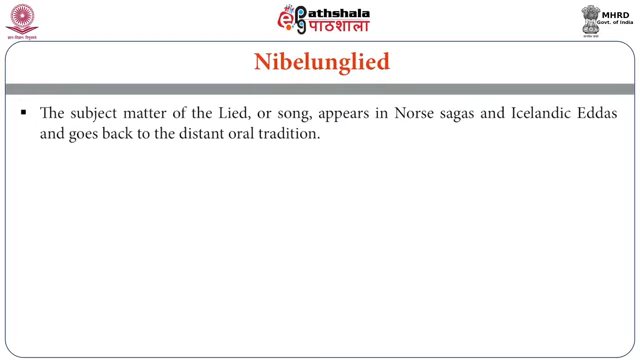 ePathshala
पाठशाला
MHRD
Govt. of India
Nibelunglied
▪ The subject matter of the Lied, or song, appears in Norse sagas and Icelandic Eddas
and goes back to the distant oral tradition.